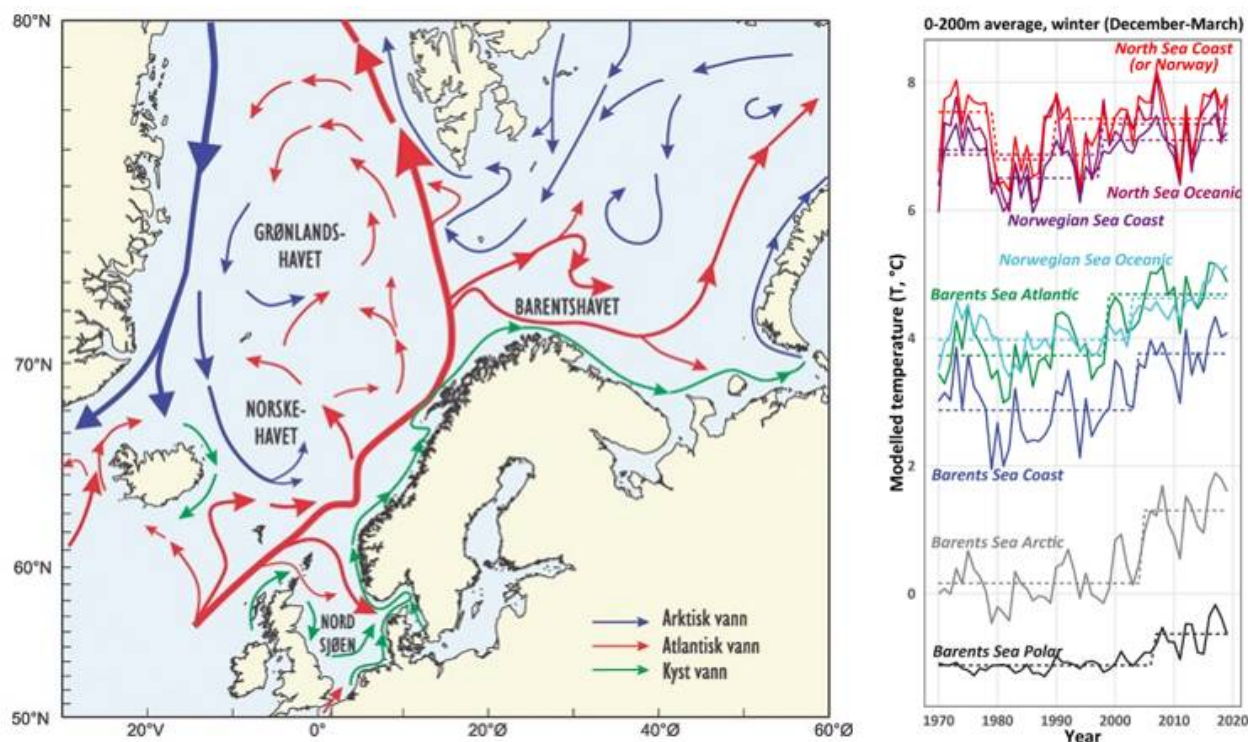 80°N
70°N
60°N
50°N
20°V
0°
20°Ø
40°Ø
60°Ø
GRØNLANDS-
HAVET
BARENTSHAVET
NORSKE-
HAVET
NORD
SJØEN
Arktisk vann
Atlantisk vann
Kyst vann
0-200m average, winter (December-March)
North Sea Coast
(or Norway)
North Sea Oceanic
Norwegian Sea Coast
Norwegian Sea Oceanic
Barents Sea Atlantic
Barents Sea Coast
Barents Sea Arctic
Barents Sea Polar
Modelled temperature (T, °C)
8
6
4
2
0
1970
1980
1990
2000
2010
2020
Year